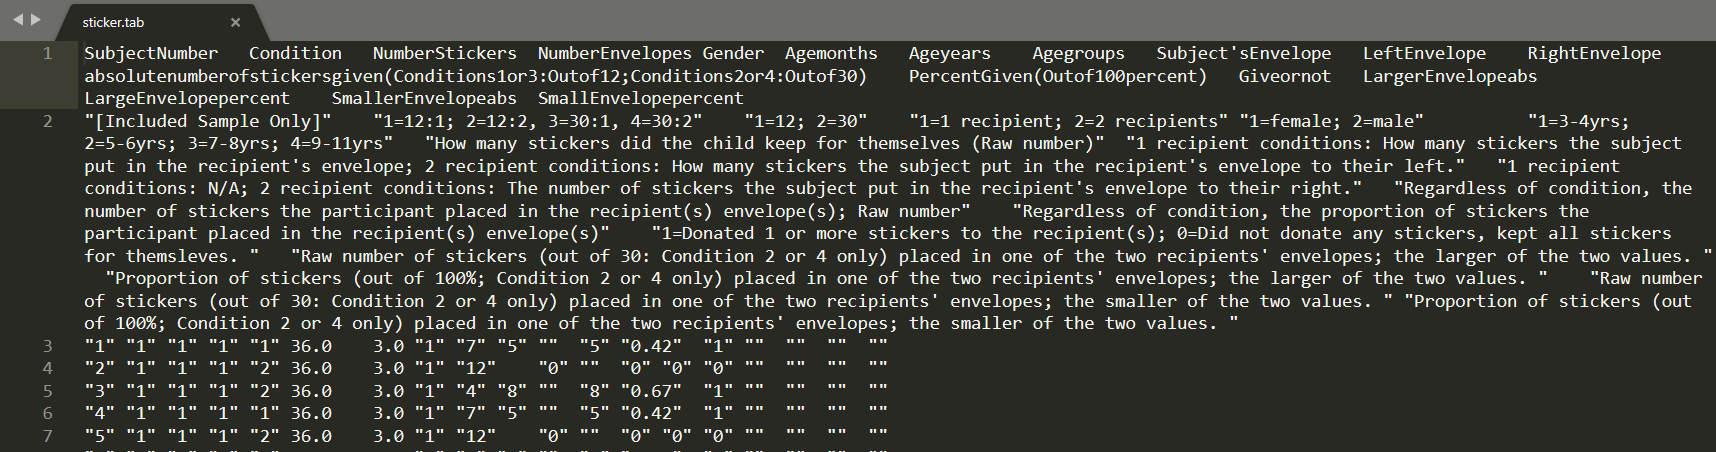 sticker.tab
1 SubjectNumber Condition NumberStickers NumberEnvelopes Gender Agemonths Ageyears Agegroups Subject'sEnvelope LeftEnvelope RightEnvelope
absolutenumberofstickersgiven(Conditions1or3:Outof12;Conditions2or4:Outof30) PercentGiven(Outof100percent) Giveornot LargerEnvelopeabs
LargeEnvelopepercent SmallerEnvelopeabs SmallEnvelopepercent
2 "[Included Sample Only]" "1=12:1; 2=12:2, 3=30:1, 4=30:2" "1=12; 2=30" "1=1 recipient; 2=2 recipients" "1=female; 2=male" "1=3-4yrs;
2=5-6yrs; 3=7-8yrs; 4=9-11yrs" "How many stickers did the child keep for themselves (Raw number)" "1 recipient conditions: How many stickers the subject
put in the recipient's envelope; 2 recipient conditions: How many stickers the subject put in the recipient's envelope to their left." "1 recipient
conditions: N/A; 2 recipient conditions: The number of stickers the subject put in the recipient's envelope to their right." "Regardless of condition, the
number of stickers the participant placed in the recipient(s) envelope(s); Raw number" "Regardless of condition, the proportion of stickers the
participant placed in the recipient(s) envelope(s)" "1=Donated 1 or more stickers to the recipient(s); 0=Did not donate any stickers, kept all stickers
for themsleves. " "Raw number of stickers (out of 30: Condition 2 or 4 only) placed in one of the two recipients' envelopes; the larger of the two values. "
"Proportion of stickers (out of 100%; Condition 2 or 4 only) placed in one of the two recipients' envelopes; the larger of the two values. " "Raw number
of stickers (out of 30: Condition 2 or 4 only) placed in one of the two recipients' envelopes; the smaller of the two values. " "Proportion of stickers (out
of 100%; Condition 2 or 4 only) placed in one of the two recipients' envelopes; the smaller of the two values. "
3 "1" "1" "1" "1" "1" 36.0 3.0 "1" "7" "5" "" "5" "0.42" "1" "" "" "" ""
4 "2" "1" "1" "1" "2" 36.0 3.0 "1" "12" "0" "" "0" "0" "0" "" "" "" ""
5 "3" "1" "1" "1" "2" 36.0 3.0 "1" "4" "8" "" "8" "0.67" "1" "" "" "" ""
6 "4" "1" "1" "1" "1" 36.0 3.0 "1" "7" "5" "" "5" "0.42" "1" "" "" "" ""
7 "5" "1" "1" "1" "2" 36.0 3.0 "1" "12" "0" "" "0" "0" "0" "" "" "" ""